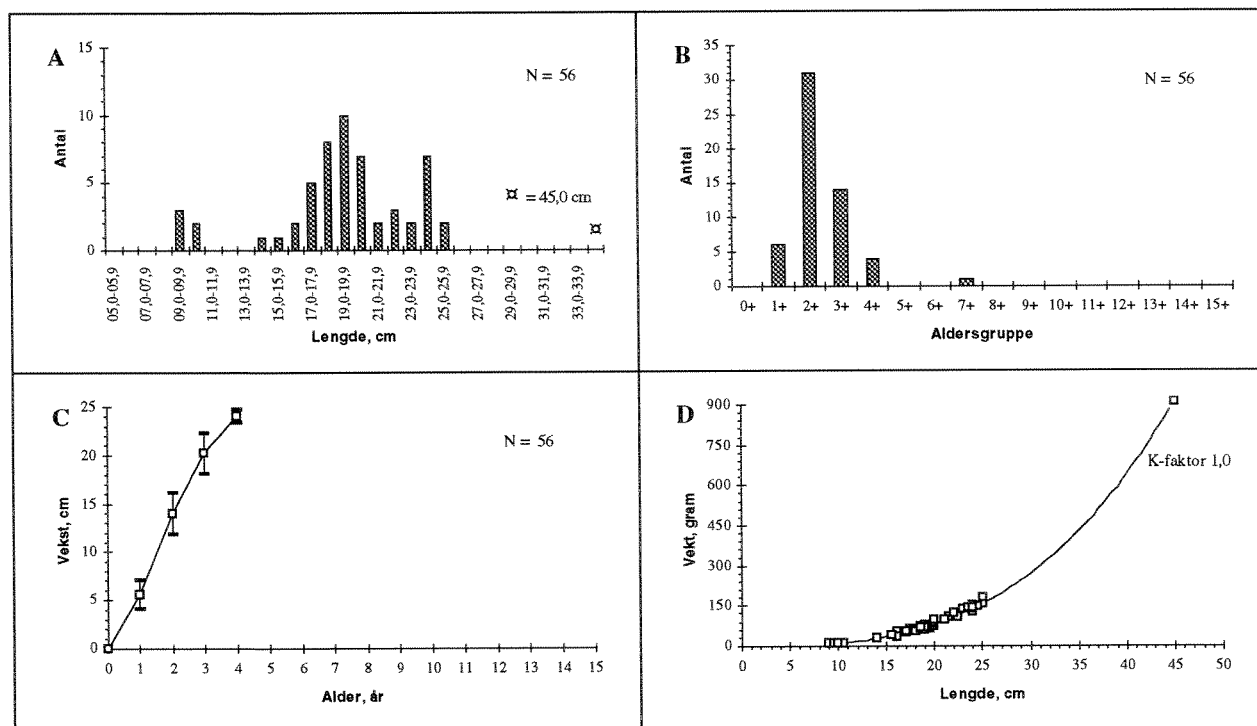 A
15
10
5
0
Antal
N = 56
¤ = 45,0 cm
¤
05,0-05,9
07,0-07,9
09,0-09,9
11,0-11,9
13,0-13,9
15,0-15,9
17,0-17,9
19,0-19,9
21,0-21,9
23,0-23,9
25,0-25,9
27,0-27,9
29,0-29,9
31,0-31,9
33,0-33,9
Lengde, cm
B
35
30
25
20
15
10
5
0
Antal
N = 56
0+ 1+ 2+ 3+ 4+ 5+ 6+ 7+ 8+ 9+ 10+ 11+ 12+ 13+ 14+ 15+
Aldersgruppe
C
25
20
15
10
5
0
Vekst, cm
N = 56
0 1 2 3 4 5 6 7 8 9 10 11 12 13 14 15
Alder, år
D
900
750
600
450
300
150
0
Vekt, gram
K-faktor 1,0
0 5 10 15 20 25 30 35 40 45 50
Lengde, cm